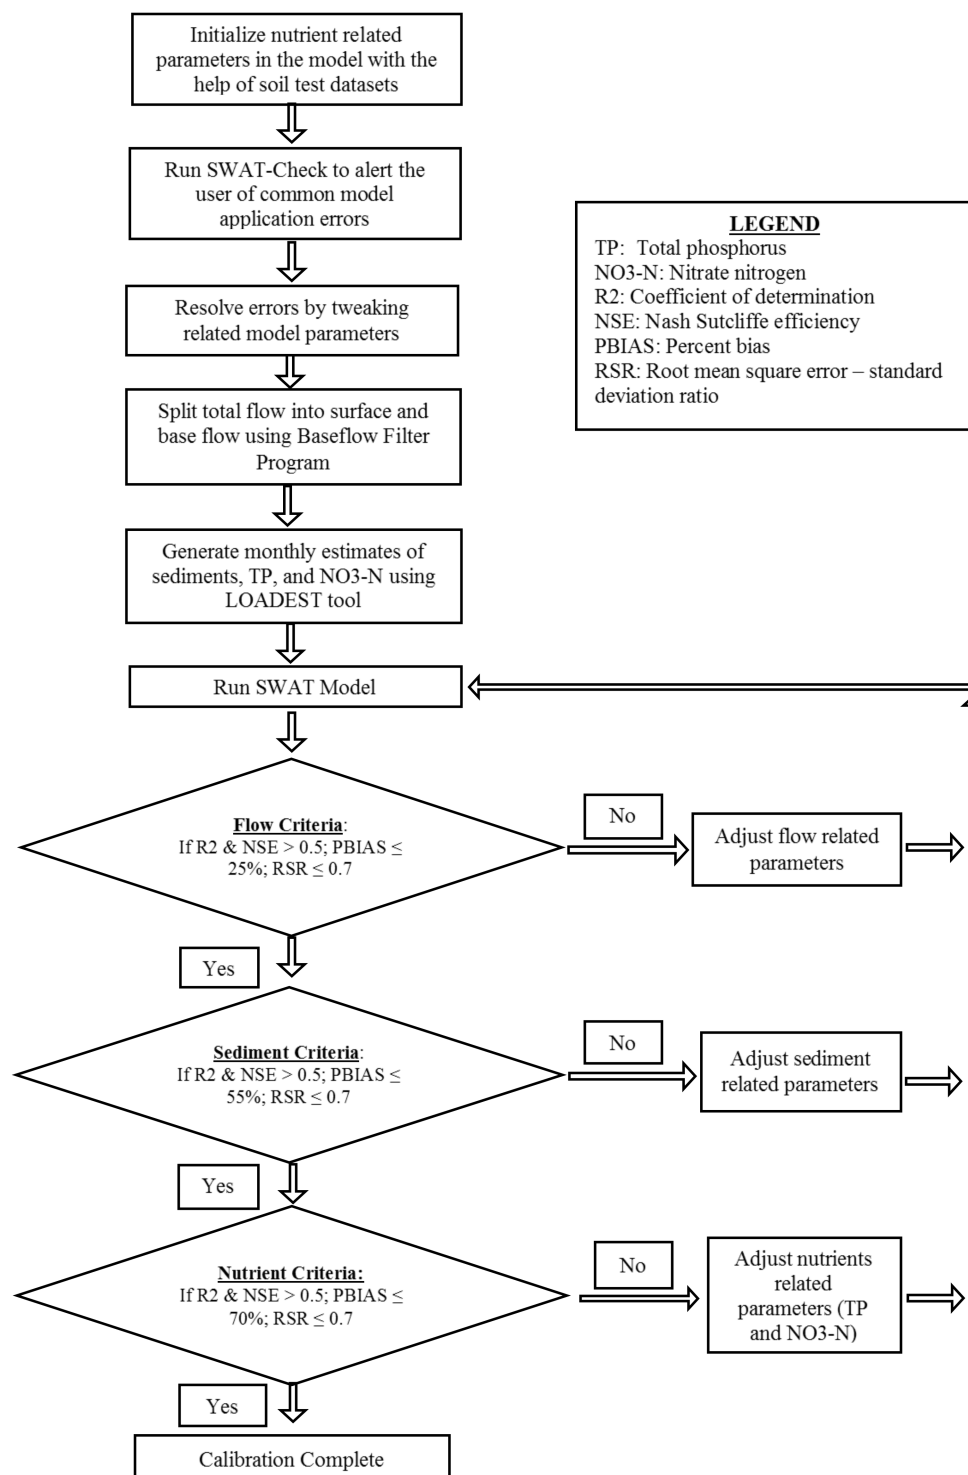 Initialize nutrient related
parameters in the model with the
help of soil test datasets
Run SWAT-Check to alert the
user of common model
application errors
Resolve errors by tweaking
related model parameters
Split total flow into surface and
base flow using Baseflow Filter
Program
Generate monthly estimates of
sediments, TP, and NO3-N using
LOADEST tool
Run SWAT Model
LEGEND
TP: Total phosphorus
NO3-N: Nitrate nitrogen
R2: Coefficient of determination
NSE: Nash Sutcliffe efficiency
PBIAS: Percent bias
RSR: Root mean square error – standard
deviation ratio
Flow Criteria:
If R2 & NSE > 0.5; PBIAS ≤
25%; RSR ≤ 0.7
No
Adjust flow related
parameters
Yes
Sediment Criteria:
If R2 & NSE > 0.5; PBIAS ≤
55%; RSR ≤ 0.7
No
Adjust sediment
related parameters
Yes
Nutrient Criteria:
If R2 & NSE > 0.5; PBIAS ≤
70%; RSR ≤ 0.7
No
Adjust nutrients
related
parameters (TP
and NO3-N)
Yes
Calibration Complete